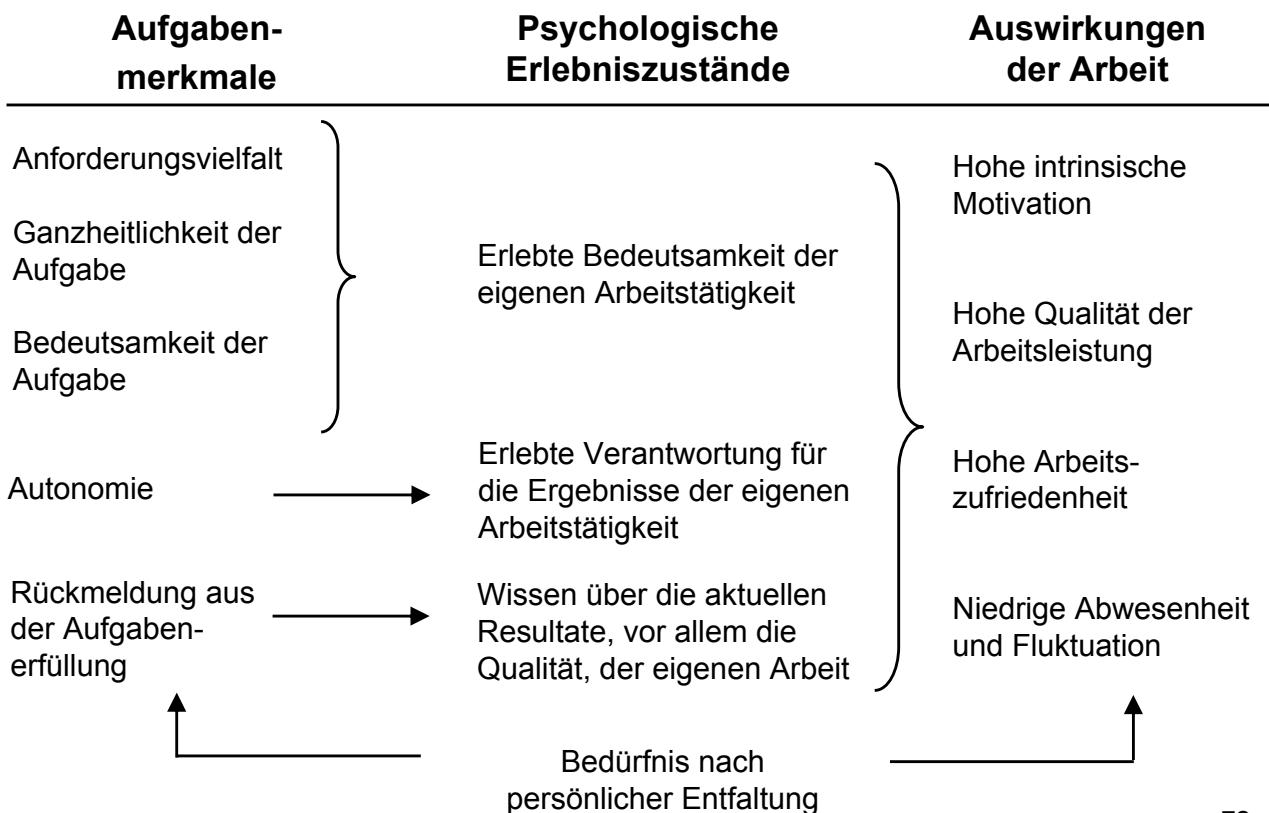 Aufgaben-
merkmale
Psychologische
Erlebniszustände
Auswirkungen
der Arbeit
Anforderungsvielfalt
Ganzheitlichkeit der
Aufgabe
Bedeutsamkeit der
Aufgabe
Autonomie
Rückmeldung aus
der Aufgaben-
erfüllung
Erlebte Bedeutsamkeit der
eigenen Arbeitstätigkeit
Erlebte Verantwortung für
die Ergebnisse der eigenen
Arbeitstätigkeit
Wissen über die aktuellen
Resultate, vor allem die
Qualität, der eigenen Arbeit
Hohe intrinsische
Motivation
Hohe Qualität der
Arbeitsleistung
Hohe Arbeits-
zufriedenheit
Niedrige Abwesenheit
und Fluktuation
Bedürfnis nach
persönlicher Entfaltung